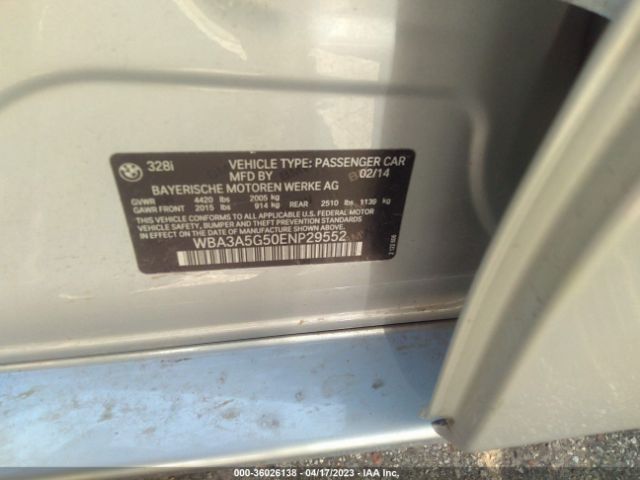 328i VEHICLE TYPE: PASSENGER CAR
MFD BY 02/14
BAYERISCHE MOTOREN WERKE AG
GVWR 4420 lbs 2005 kg
GAWR FRONT 2015 lbs 914 kg REAR 2510 lbs 1139 kg
THIS VEHICLE CONFORMS TO ALL APPLICABLE U.S. FEDERAL MOTOR
VEHICLE SAFETY, BUMPER, AND THEFT PREVENTION STANDARDS
IN EFFECT ON THE DATE OF MANUFACTURE SHOWN ABOVE.
WBA3A5G50ENP29552
000-36026138 - 04/17/2023 - IAA Inc.